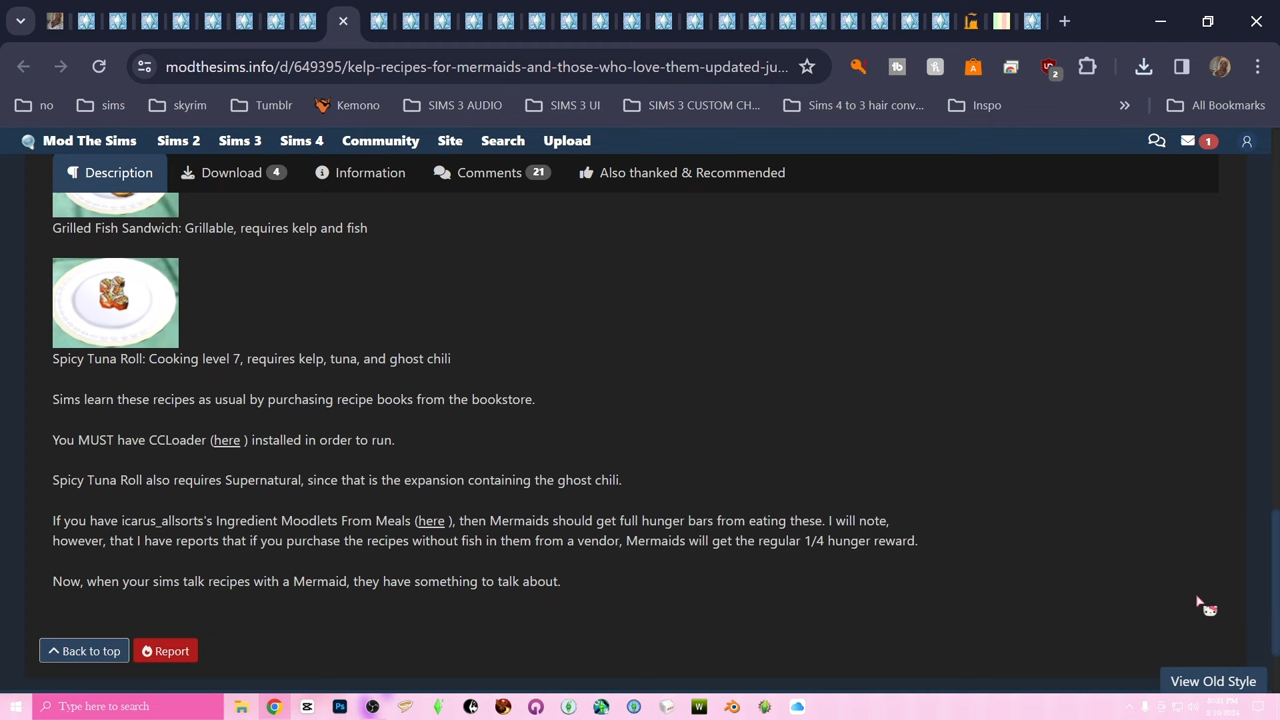 modthesims.info/d/649395/kelp-recipes-for-mermaids-and-those-who-love-them-updated-ju...
2
no
sims
skyrim
Tumblr
Kemono
SIMS 3 AUDIO
SIMS 3 UI
SIMS 3 CUSTOM CH...
Sims 4 to 3 hair conv...
Inspo
All Bookmarks
Mod The Sims
Sims 2
Sims 3
Sims 4
Community
Site
Search
Upload
1
Description
Download 4
Information
Comments 21
Also thanked & Recommended
Grilled Fish Sandwich: Grillable, requires kelp and fish
Spicy Tuna Roll: Cooking level 7, requires kelp, tuna, and ghost chili
Sims learn these recipes as usual by purchasing recipe books from the bookstore.
You MUST have CCLoader (here ) installed in order to run.
Spicy Tuna Roll also requires Supernatural, since that is the expansion containing the ghost chili.
If you have icarus_allsorts's Ingredient Moodlets From Meals (here ), then Mermaids should get full hunger bars from eating these. I will note,
however, that I have reports that if you purchase the recipes without fish in them from a vendor, Mermaids will get the regular 1/4 hunger reward.
Now, when your sims talk recipes with a Mermaid, they have something to talk about.
Back to top
Report
View Old Style
Type here to search
Ps
W